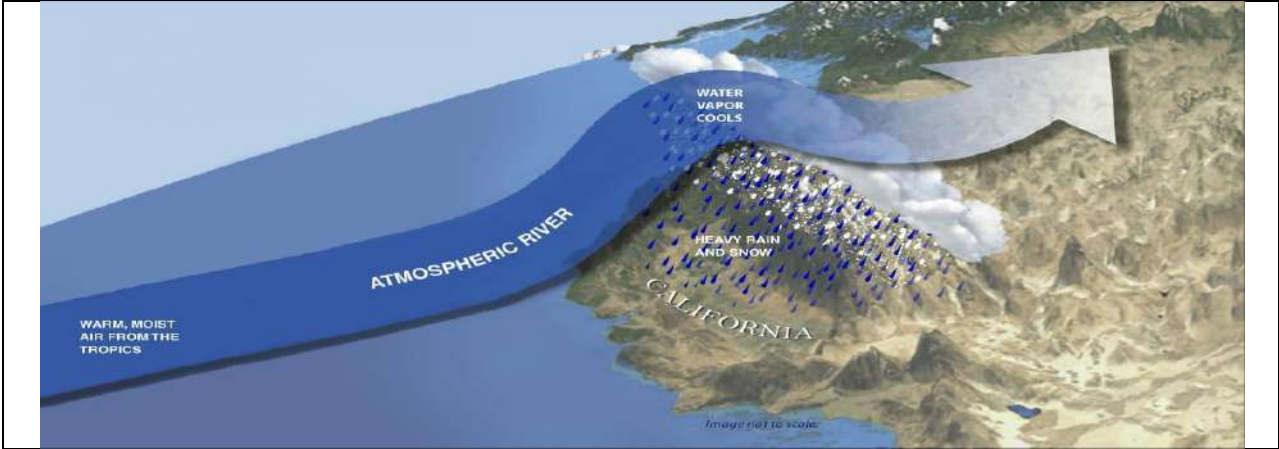 WATER
VAPOR
COOLS
ATMOSPHERIC RIVER
HEAVY RAIN
AND SNOW
CALIFORNIA
WARM, MOIST
AIR FROM THE
TROPICS
Image not to scale.